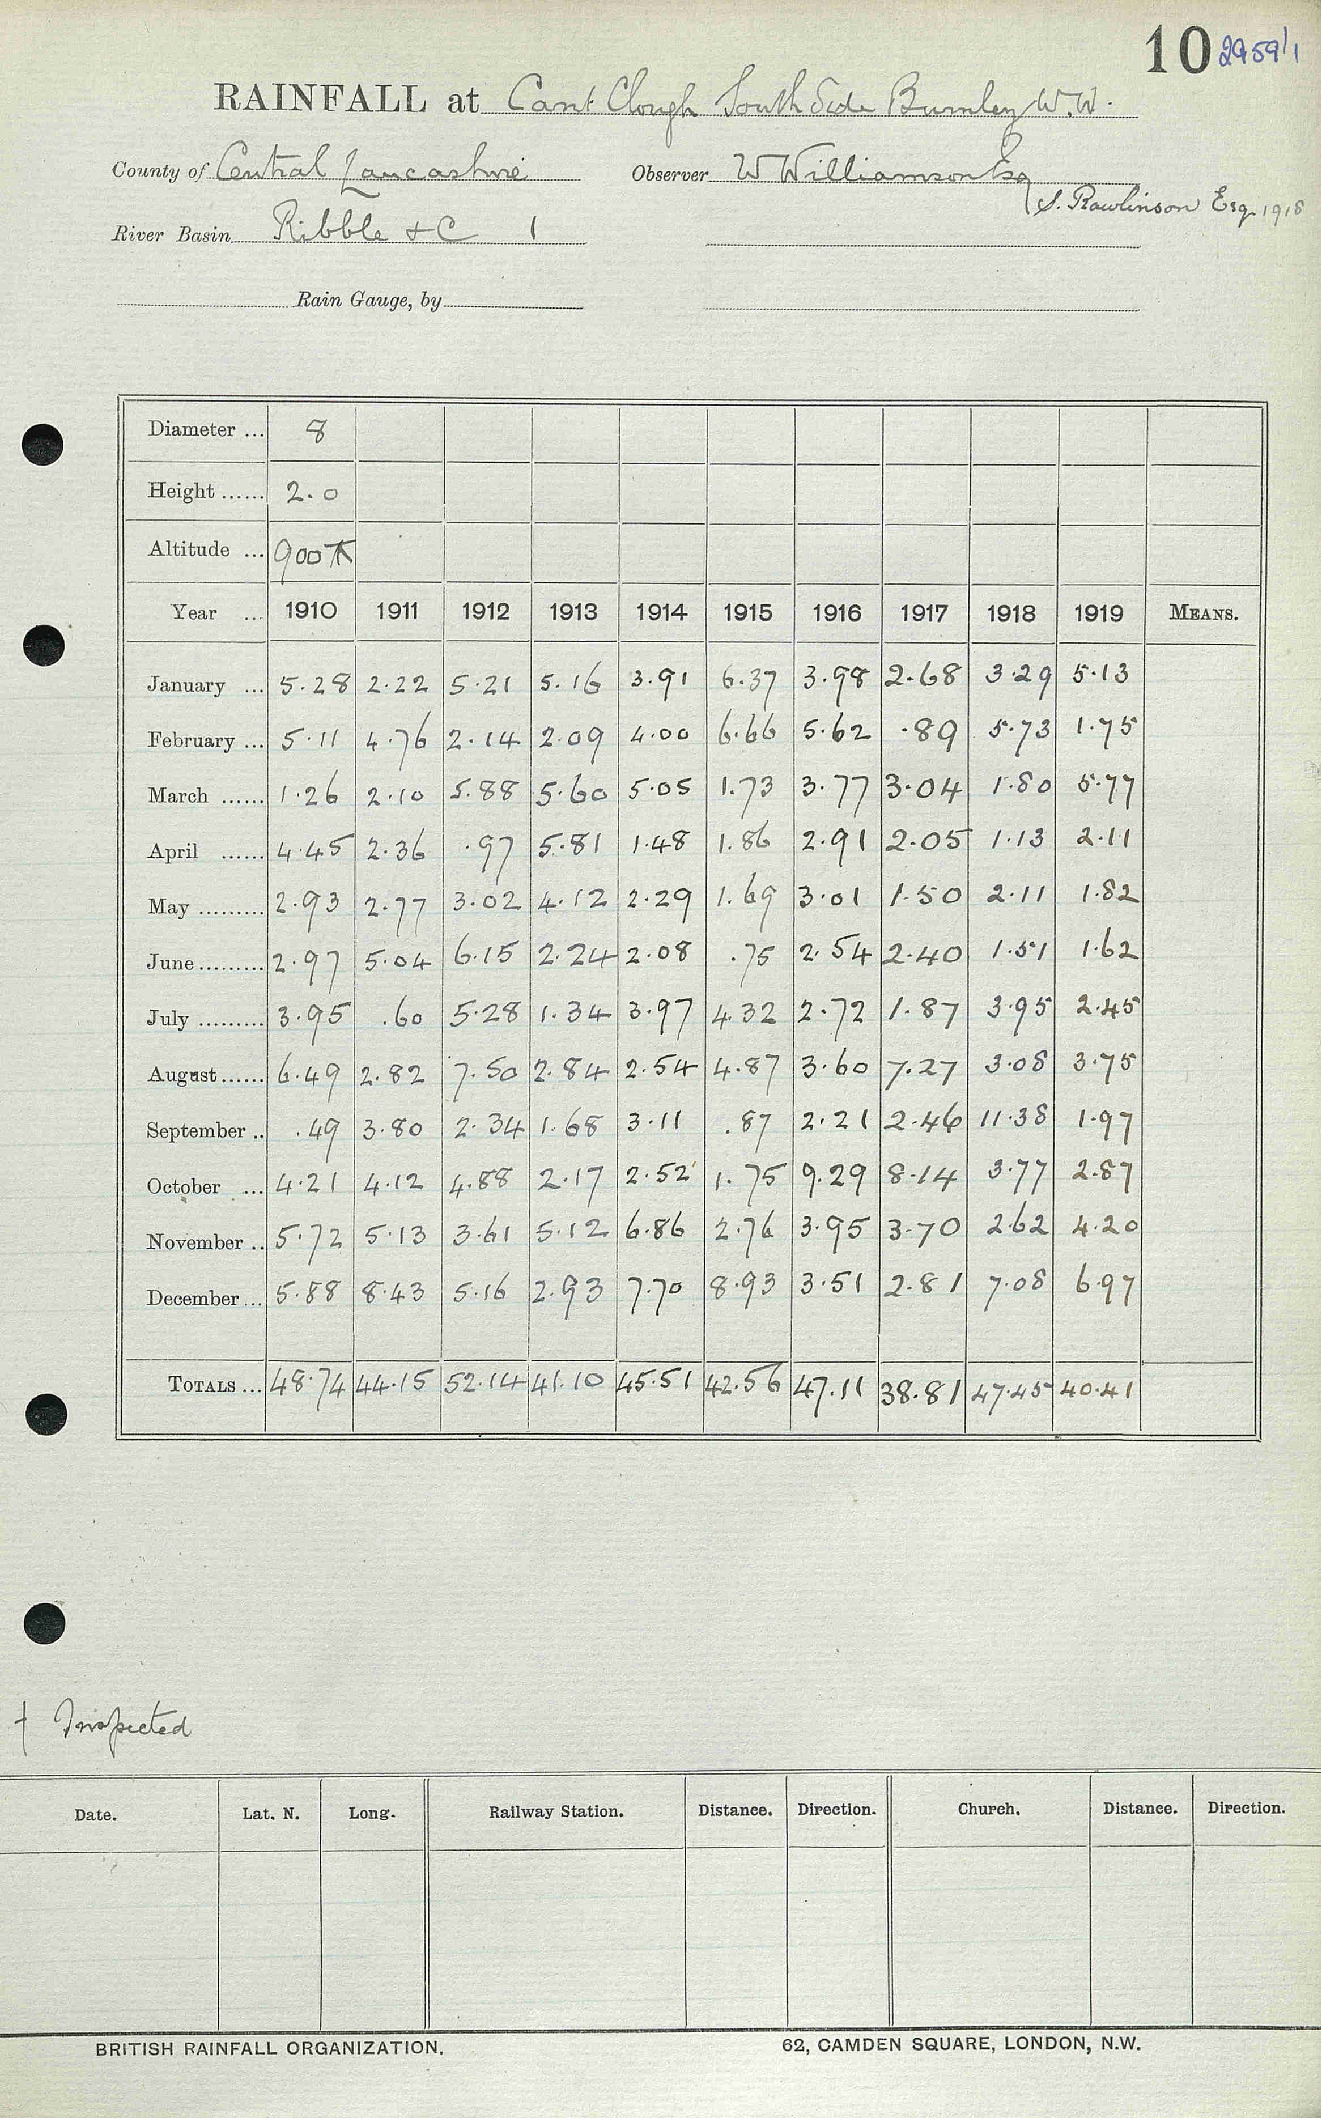 10 2959/1
RAINFALL at Cant Clough South Side Burnley W.W.
County of Central Lancashire Observer W Williamson Esq
S. Rawlinson Esq. 1918
River Basin Ribble &C 1
Rain Gauge, by
Diameter ... 8
Height ...... 2.0
Altitude ... 900
Year ... 1910 1911 1912 1913 1914 1915 1916 1917 1918 1919 MEANS.
January ... 5.28 2.22 5.21 5.16 3.91 6.37 3.98 2.68 3.29 5.13
February ... 5.11 4.76 2.14 2.09 4.00 6.66 5.62 .89 5.73 1.75
March ...... 1.26 2.10 5.88 5.60 5.05 1.73 3.77 3.04 1.80 5.77
April ...... 4.45 2.36 .97 5.81 1.48 1.86 2.91 2.05 1.13 2.11
May ......... 2.93 2.77 3.02 4.12 2.29 1.69 3.01 1.50 2.11 1.82
June ......... 2.97 5.04 6.15 2.24 2.08 .75 2.54 2.40 1.51 1.62
July ......... 3.95 .60 5.28 1.34 3.97 4.32 2.72 1.87 3.95 2.45
August ...... 6.49 2.82 7.50 2.84 2.54 4.87 3.60 7.27 3.08 3.75
September .. .49 3.80 2.34 1.68 3.11 .87 2.21 2.46 11.38 1.97
October ... 4.21 4.12 4.88 2.17 2.52 1.75 9.29 8.14 3.77 2.87
November .. 5.72 5.13 3.61 5.12 6.86 2.76 3.95 3.70 2.62 4.20
December ... 5.88 8.43 5.16 2.93 7.70 8.93 3.51 2.81 7.08 6.97
TOTALS ... 48.74 44.15 52.14 41.10 45.51 42.56 47.11 38.81 47.45 40.41
† Inspected
Date. Lat. N. Long. Railway Station. Distance. Direction. Church. Distance. Direction.
BRITISH RAINFALL ORGANIZATION. 62, CAMDEN SQUARE, LONDON, N.W.